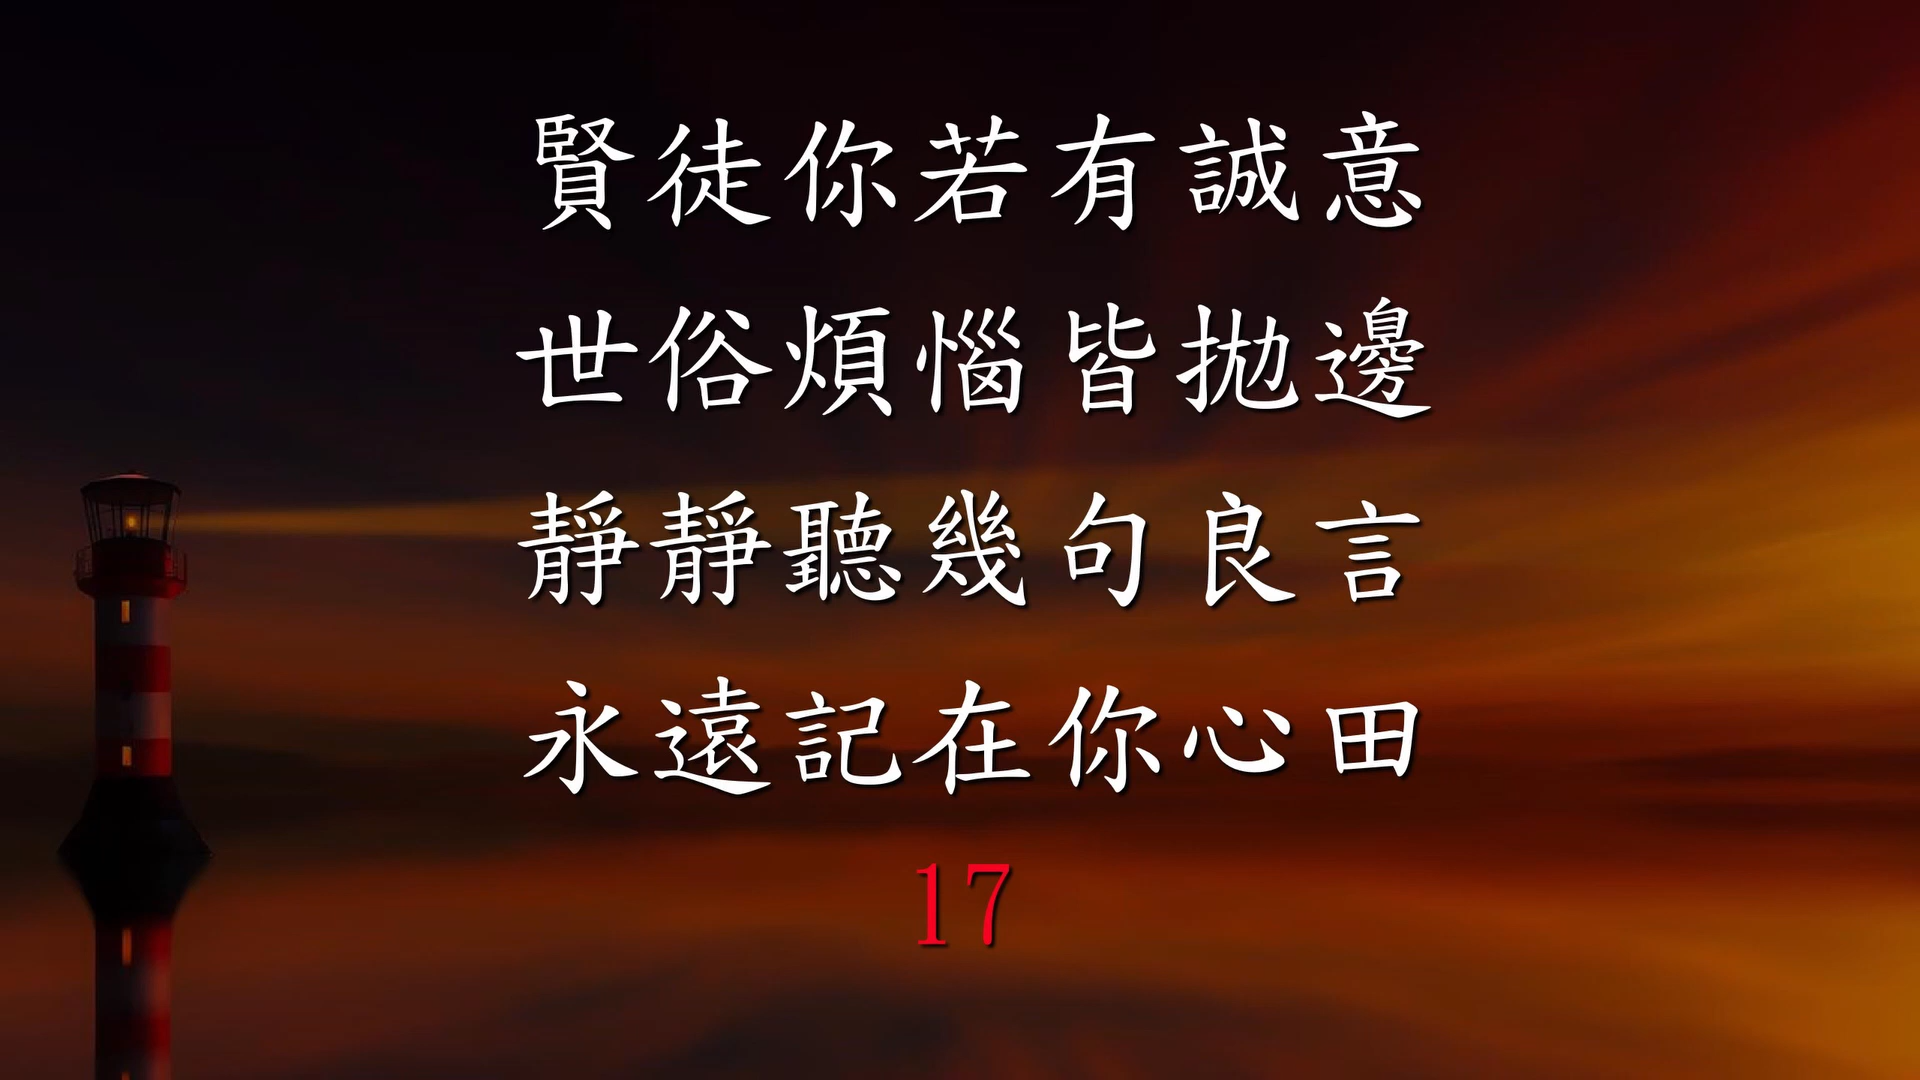 賢徒你若有誠意
世俗煩惱皆拋邊
靜靜聽幾句良言
永遠記在你心田
17